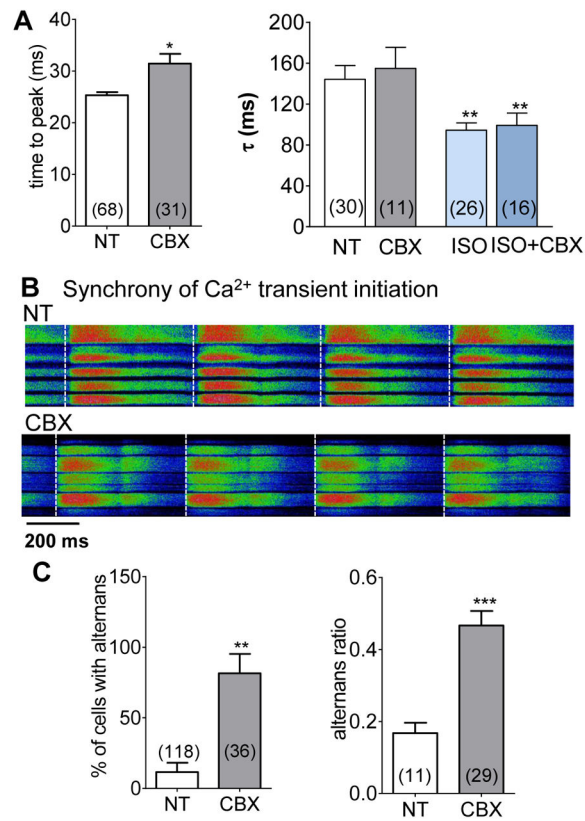 A
time to peak (ms)
40
30
20
10
0
*
(68)
(31)
NT
CBX
τ (ms)
200
160
120
80
40
0
**
**
(30)
(11)
(26)
(16)
NT
CBX
ISO
ISO+CBX
B Synchrony of Ca²⁺ transient initiation
NT
CBX
200 ms
C
% of cells with alternans
150
100
50
0
**
(118)
(36)
NT
CBX
alternans ratio
0.6
0.4
0.2
0.0
***
(11)
(29)
NT
CBX